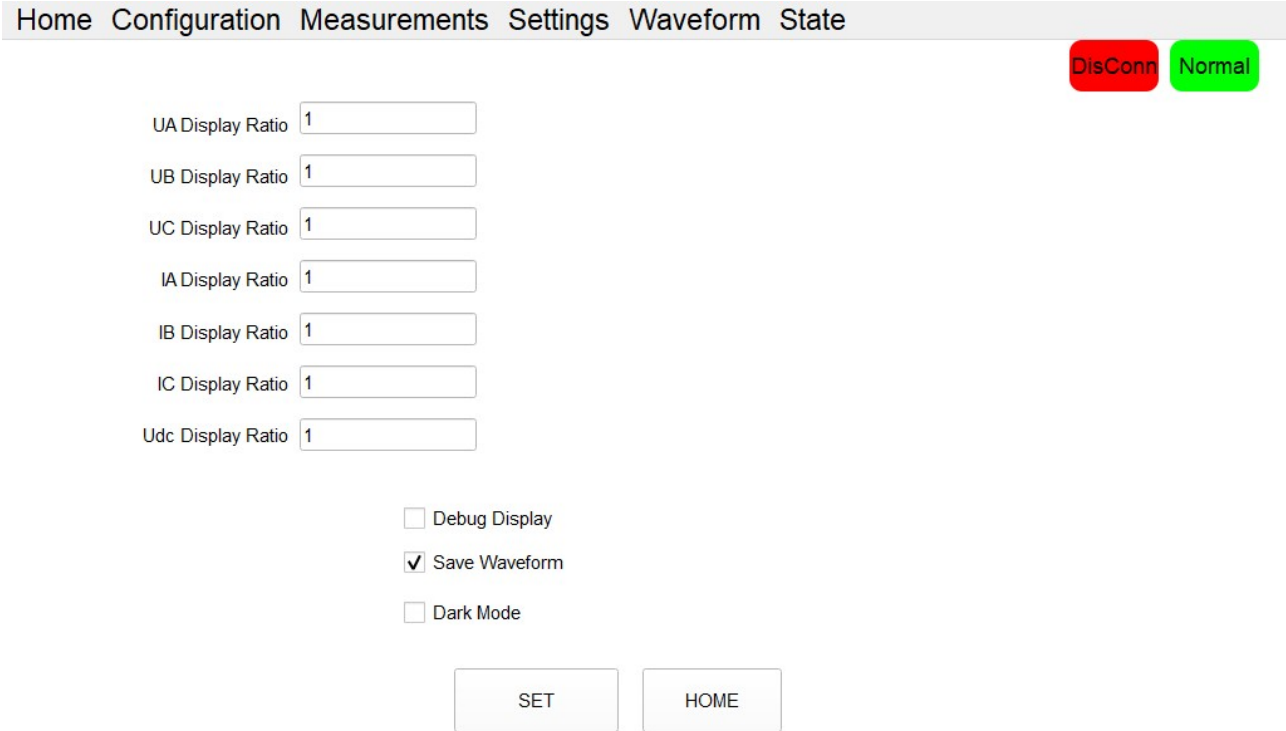 Home Configuration Measurements Settings Waveform State
DisConn Normal
UA Display Ratio 1
UB Display Ratio 1
UC Display Ratio 1
IA Display Ratio 1
IB Display Ratio 1
IC Display Ratio 1
Udc Display Ratio 1
Debug Display
Save Waveform
Dark Mode
SET HOME